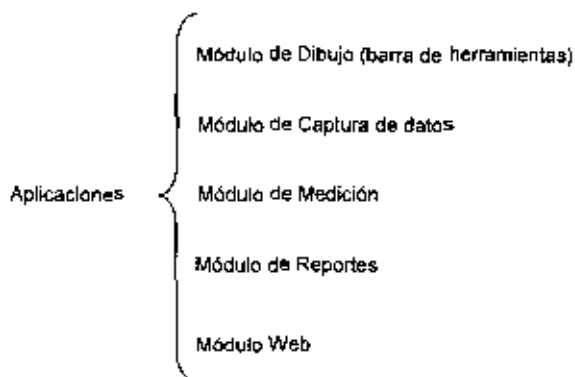 Módulo de Dibujo (barra de herramientas)
Módulo de Captura de datos
Aplicaciones
Módulo de Medición
Módulo de Reportes
Módulo Web